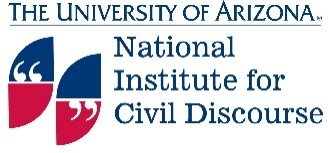 THE UNIVERSITY OF ARIZONA
National
Institute for
Civil Discourse